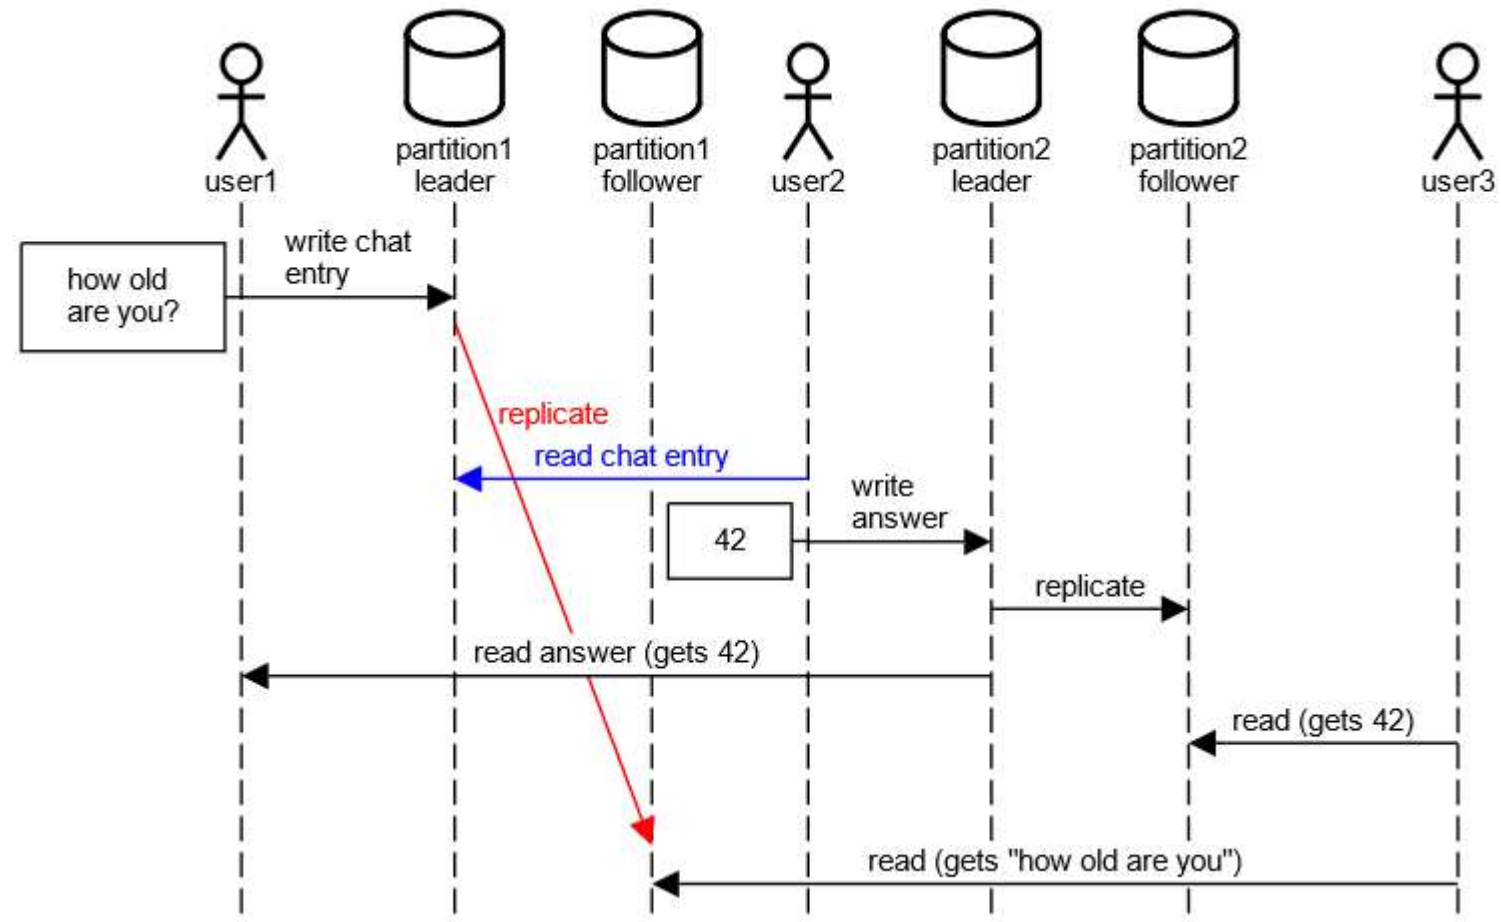 user1
partition1
leader
partition1
follower
user2
partition2
leader
partition2
follower
user3
how old
are you?
write chat
entry
replicate
read chat entry
42
write
answer
replicate
read answer (gets 42)
read (gets 42)
read (gets "how old are you")